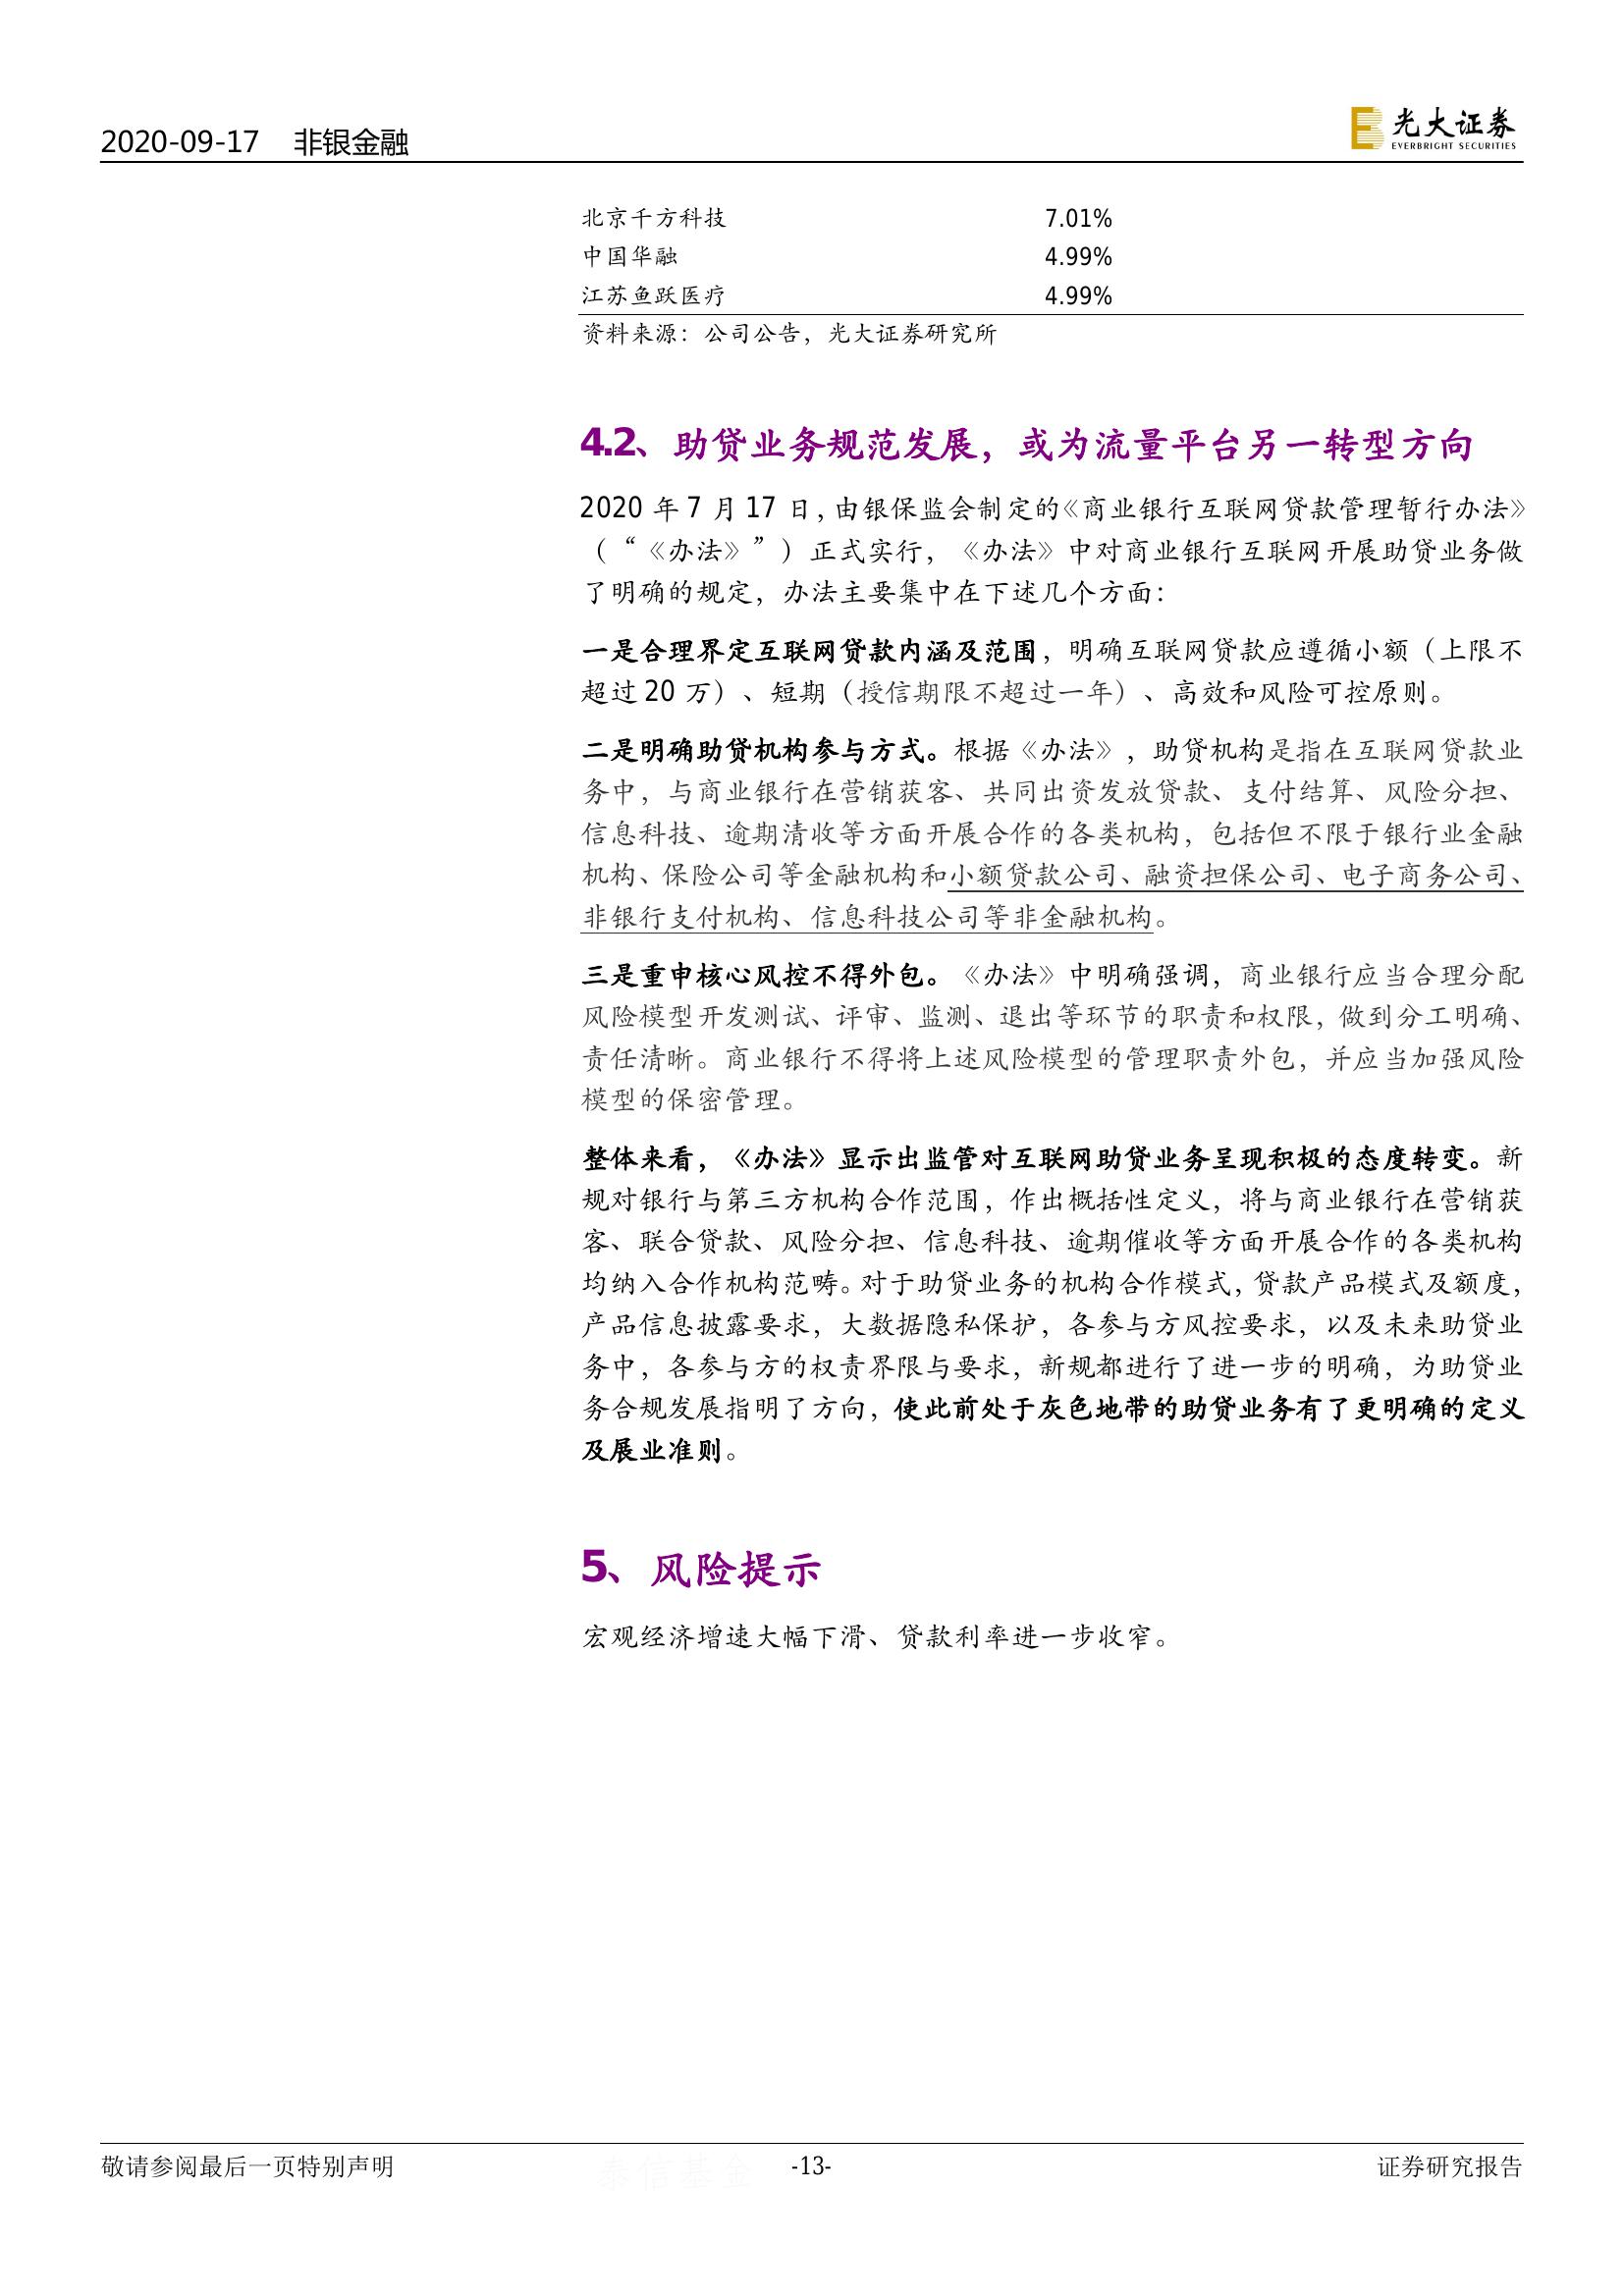 2020-09-17 非银金融
光大证券
EVERBRIGHT SECURITIES
北京千方科技 7.01%
中国华融 4.99%
江苏鱼跃医疗 4.99%
资料来源：公司公告，光大证券研究所
4.2、助贷业务规范发展，或为流量平台另一转型方向
2020 年 7 月 17 日，由银保监会制定的《商业银行互联网贷款管理暂行办法》
（“《办法》”）正式实行，《办法》中对商业银行互联网开展助贷业务做
了明确的规定，办法主要集中在下述几个方面：
一是合理界定互联网贷款内涵及范围，明确互联网贷款应遵循小额（上限不
超过 20 万）、短期（授信期限不超过一年）、高效和风险可控原则。
二是明确助贷机构参与方式。根据《办法》，助贷机构是指在互联网贷款业
务中，与商业银行在营销获客、共同出资发放贷款、支付结算、风险分担、
信息科技、逾期清收等方面开展合作的各类机构，包括但不限于银行业金融
机构、保险公司等金融机构和小额贷款公司、融资担保公司、电子商务公司、
非银行支付机构、信息科技公司等非金融机构。
三是重申核心风控不得外包。《办法》中明确强调，商业银行应当合理分配
风险模型开发测试、评审、监测、退出等环节的职责和权限，做到分工明确、
责任清晰。商业银行不得将上述风险模型的管理职责外包，并应当加强风险
模型的保密管理。
整体来看，《办法》显示出监管对互联网助贷业务呈现积极的态度转变。新
规对银行与第三方机构合作范围，作出概括性定义，将与商业银行在营销获
客、联合贷款、风险分担、信息科技、逾期催收等方面开展合作的各类机构
均纳入合作机构范畴。对于助贷业务的机构合作模式，贷款产品模式及额度，
产品信息披露要求，大数据隐私保护，各参与方风控要求，以及未来助贷业
务中，各参与方的权责界限与要求，新规都进行了进一步的明确，为助贷业
务合规发展指明了方向，使此前处于灰色地带的助贷业务有了更明确的定义
及展业准则。
5、风险提示
宏观经济增速大幅下滑、贷款利率进一步收窄。
敬请参阅最后一页特别声明 -13- 证券研究报告